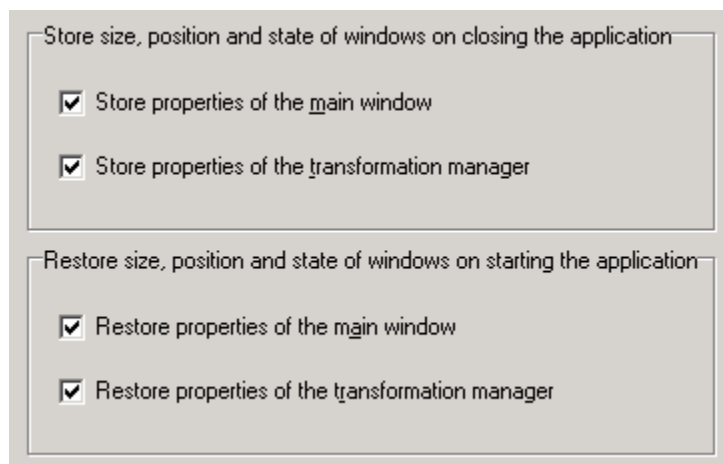 Store size, position and state of windows on closing the application
Store properties of the main window
Store properties of the transformation manager
Restore size, position and state of windows on starting the application
Restore properties of the main window
Restore properties of the transformation manager